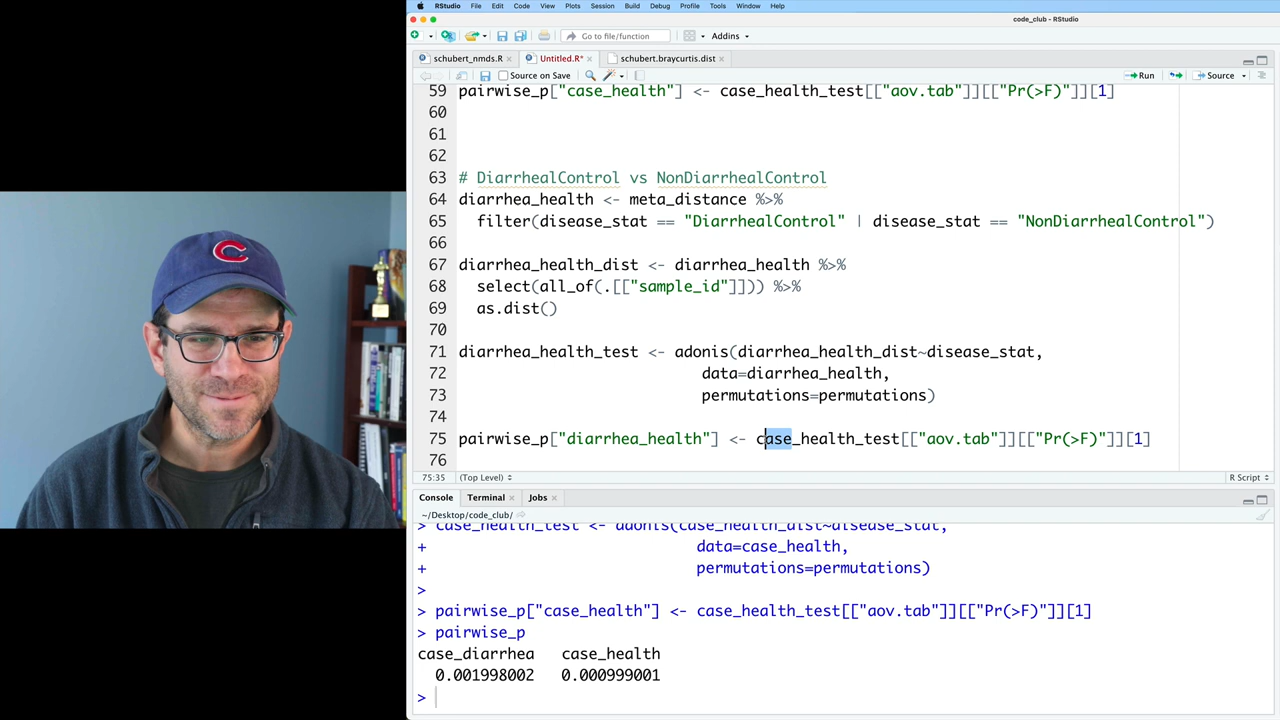 RStudio File Edit Code View Plots Session Build Debug Profile Tools Window Help
code_club - RStudio
Go to file/function Addins
schubert_nmds.R Untitled.R* schubert.braycurtis.dist
Source on Save Run Source
59 pairwise_p["case_health"] <- case_health_test[["aov.tab"]][["Pr(>F)"]][1]
60
61
62
63 # DiarrhealControl vs NonDiarrhealControl
64 diarrhea_health <- meta_distance %>%
65 filter(disease_stat == "DiarrhealControl" | disease_stat == "NonDiarrhealControl")
66
67 diarrhea_health_dist <- diarrhea_health %>%
68 select(all_of(.[["sample_id"]])) %>%
69 as.dist()
70
71 diarrhea_health_test <- adonis(diarrhea_health_dist~disease_stat,
72 data=diarrhea_health,
73 permutations=permutations)
74
75 pairwise_p["diarrhea_health"] <- case_health_test[["aov.tab"]][["Pr(>F)"]][1]
76
75:35 (Top Level) R Script
Console Terminal Jobs
~/Desktop/code_club/
> case_health_test <- adonis(case_health_dist~disease_stat,
+ data=case_health,
+ permutations=permutations)
>
> pairwise_p["case_health"] <- case_health_test[["aov.tab"]][["Pr(>F)"]][1]
> pairwise_p
case_diarrhea case_health
0.001998002 0.000999001
>